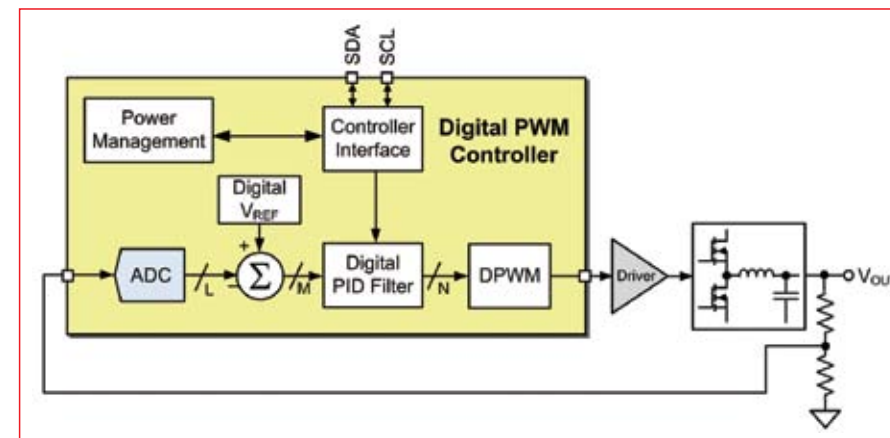 SDA
SCL
Power
Management
Controller
Interface
Digital PWM
Controller
Digital
VREF
+
ADC
L
−
Σ
M
Digital
PID Filter
N
DPWM
Driver
VOU